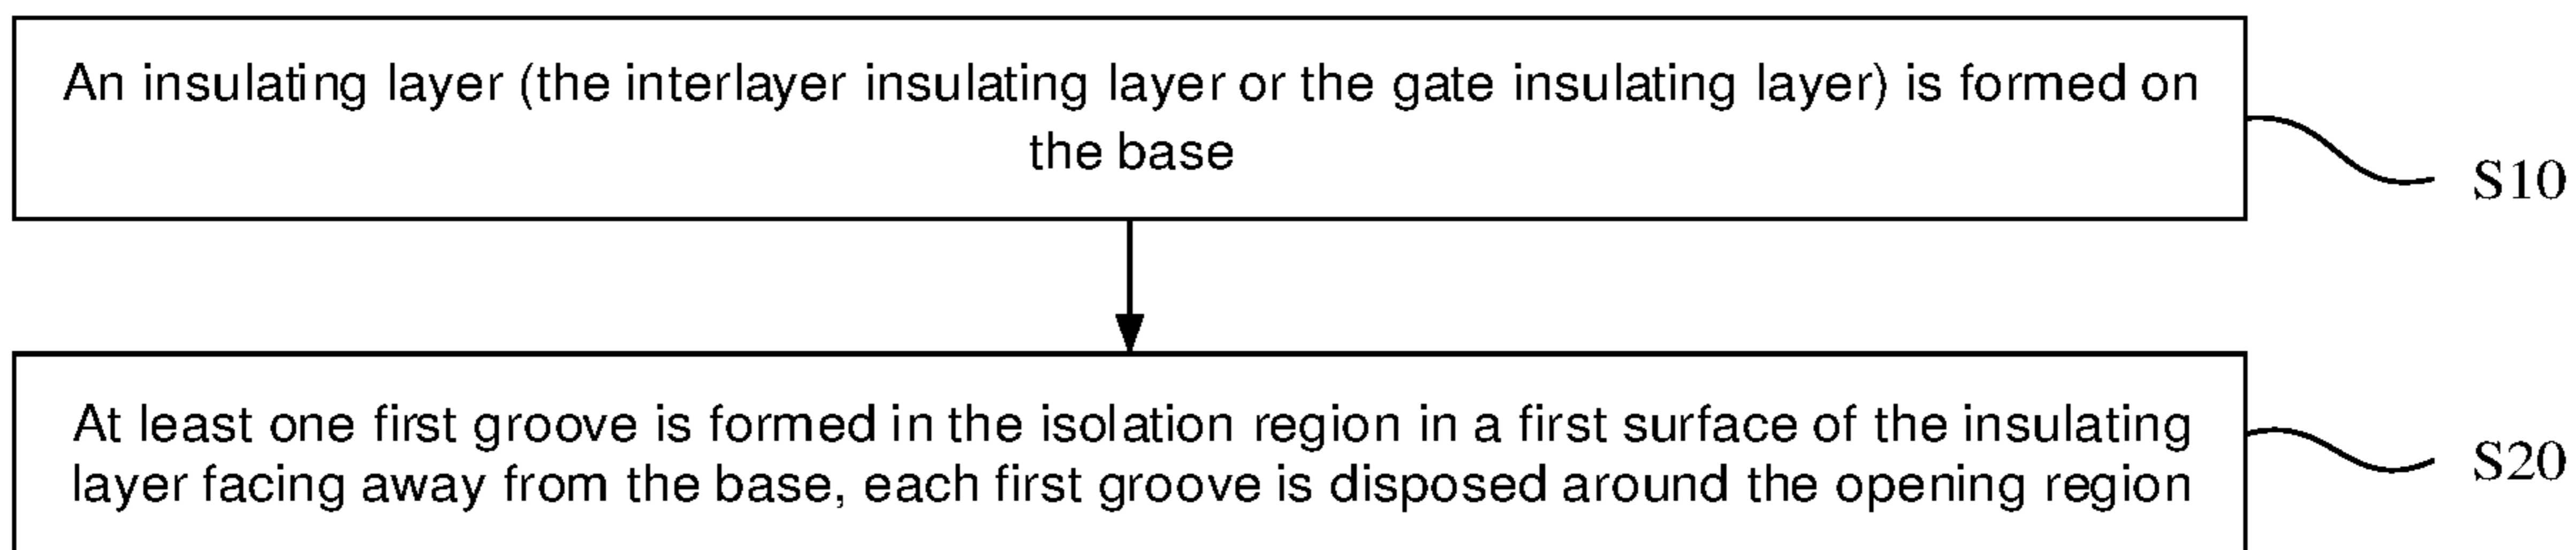 An insulating layer (the interlayer insulating layer or the gate insulating layer) is formed on
the base
S10
At least one first groove is formed in the isolation region in a first surface of the insulating
layer facing away from the base, each first groove is disposed around the opening region
S20